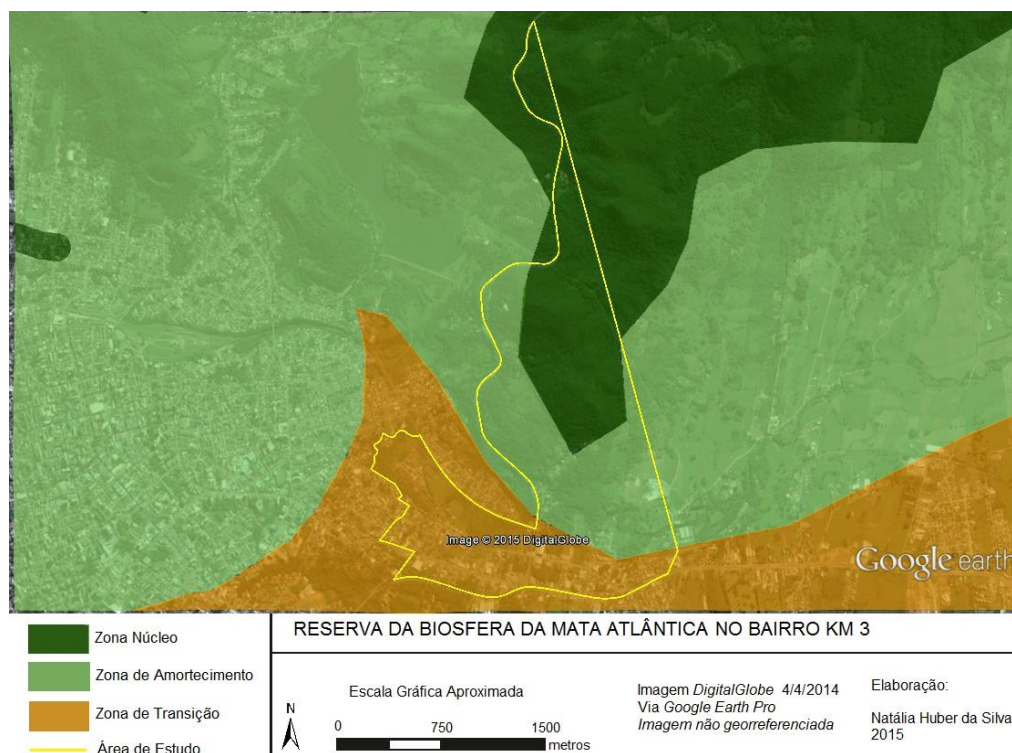 Image © 2015 DigitalGlobe
Google earth
Zona Núcleo
Zona de Amortecimento
Zona de Transição
Área de Estudo
RESERVA DA BIOSFERA DA MATA ATLÂNTICA NO BAIRRO KM 3
N
Escala Gráfica Aproximada
0 750 1500
metros
Imagem DigitalGlobe 4/4/2014
Via Google Earth Pro
Imagem não georreferenciada
Elaboração:
Natália Huber da Silva
2015